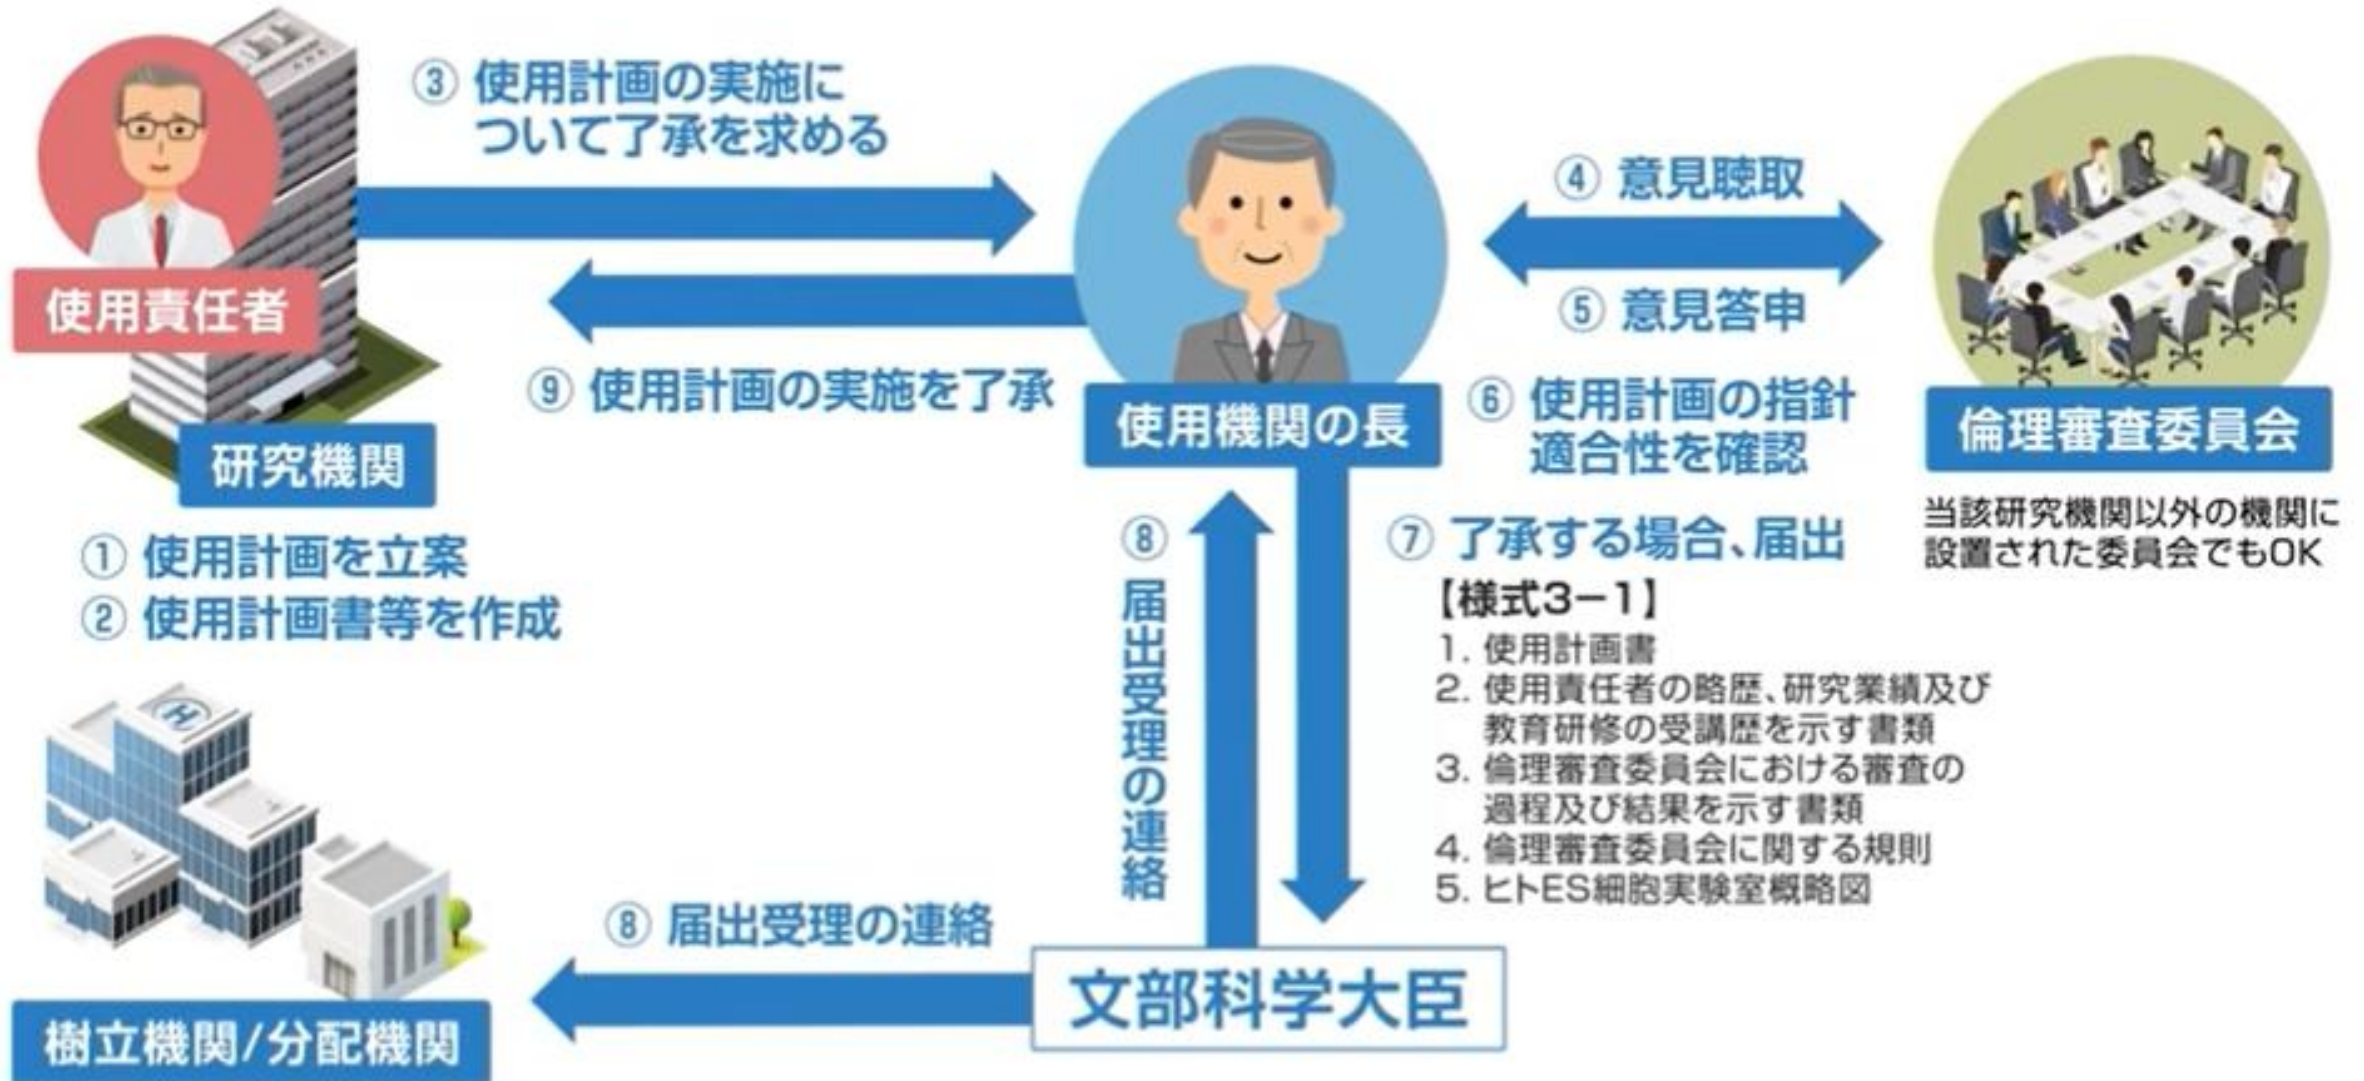 ③ 使用計画の実施に
ついて了承を求める
使用責任者
研究機関
① 使用計画を立案
② 使用計画書等を作成
⑨ 使用計画の実施を了承
使用機関の長
④ 意見聴取
⑤ 意見答申
⑥ 使用計画の指針
適合性を確認
倫理審査委員会
当該研究機関以外の機関に
設置された委員会でもOK
⑦ 了承する場合、届出
【様式3−1】
1. 使用計画書
2. 使用責任者の略歴、研究業績及び
教育研修の受講歴を示す書類
3. 倫理審査委員会における審査の
過程及び結果を示す書類
4. 倫理審査委員会に関する規則
5. ヒトES細胞実験室概略図
⑧ 届出受理の連絡
⑧ 届出受理の連絡
文部科学大臣
H
樹立機関/分配機関